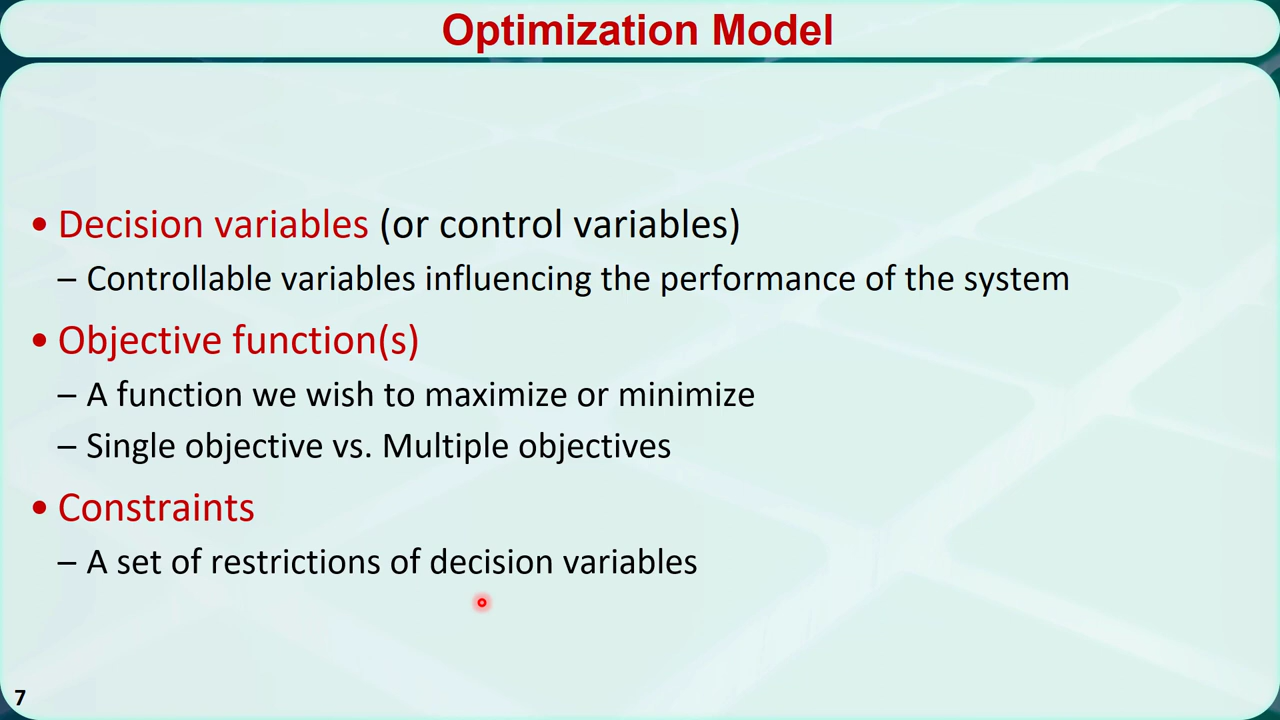 Optimization Model
• Decision variables (or control variables)
– Controllable variables influencing the performance of the system
• Objective function(s)
– A function we wish to maximize or minimize
– Single objective vs. Multiple objectives
• Constraints
– A set of restrictions of decision variables
7